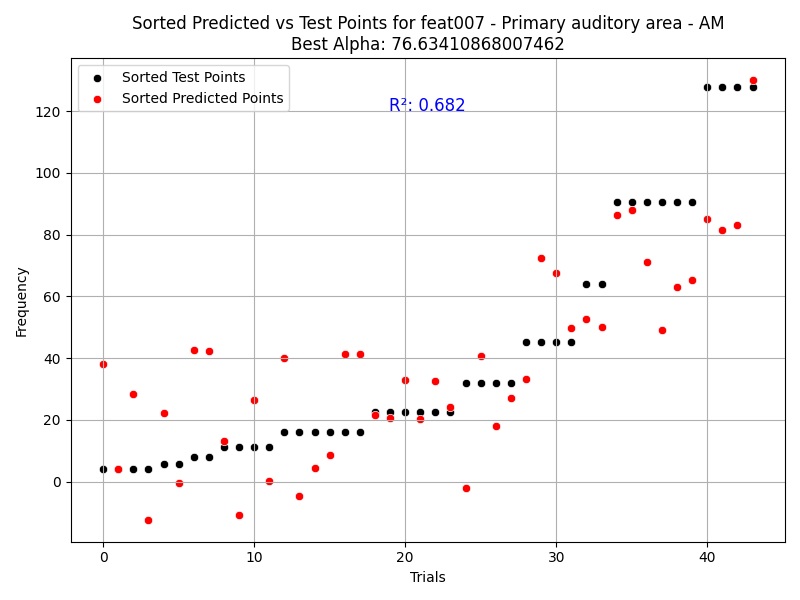 Sorted Predicted vs Test Points for feat007 - Primary auditory area - AM
Best Alpha: 76.63410868007462
Sorted Test Points
Sorted Predicted Points
R²: 0.682
120
100
80
60
40
20
0
Frequency
0 10 20 30 40
Trials